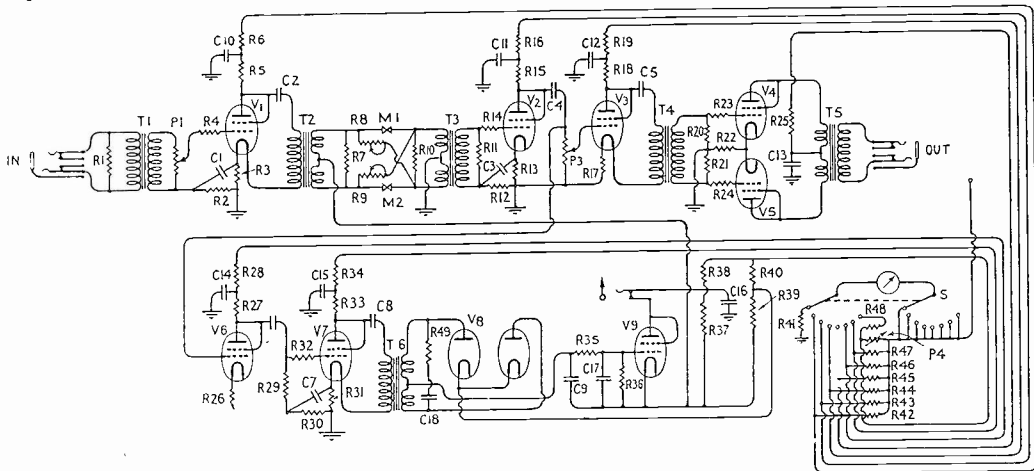 R6 R16 R19
C10 C11 C12
R5 R15 R18
C2 C4 C5
V1 V2 V3 V4
T1 P1 R4 T2 R8 M1 T3 R14 T4 R23 R25 T5
IN R1 R7 R10 R11 P3 R20 R22 OUT
C1 R3 C3 R13 R17 R21 C13
R2 R9 M2 R12 R24 V5
C14 R28 C15 R34 R38 R40
R27 R33 C8 C16 R39 S
V6 V7 T6 R49 V8 V9 R37 R41 R48
R32 R35 P4
R29 C7 R31 C9 C17 R36 R47
R46
R45
R26 R30 C18 R44
R43
R42